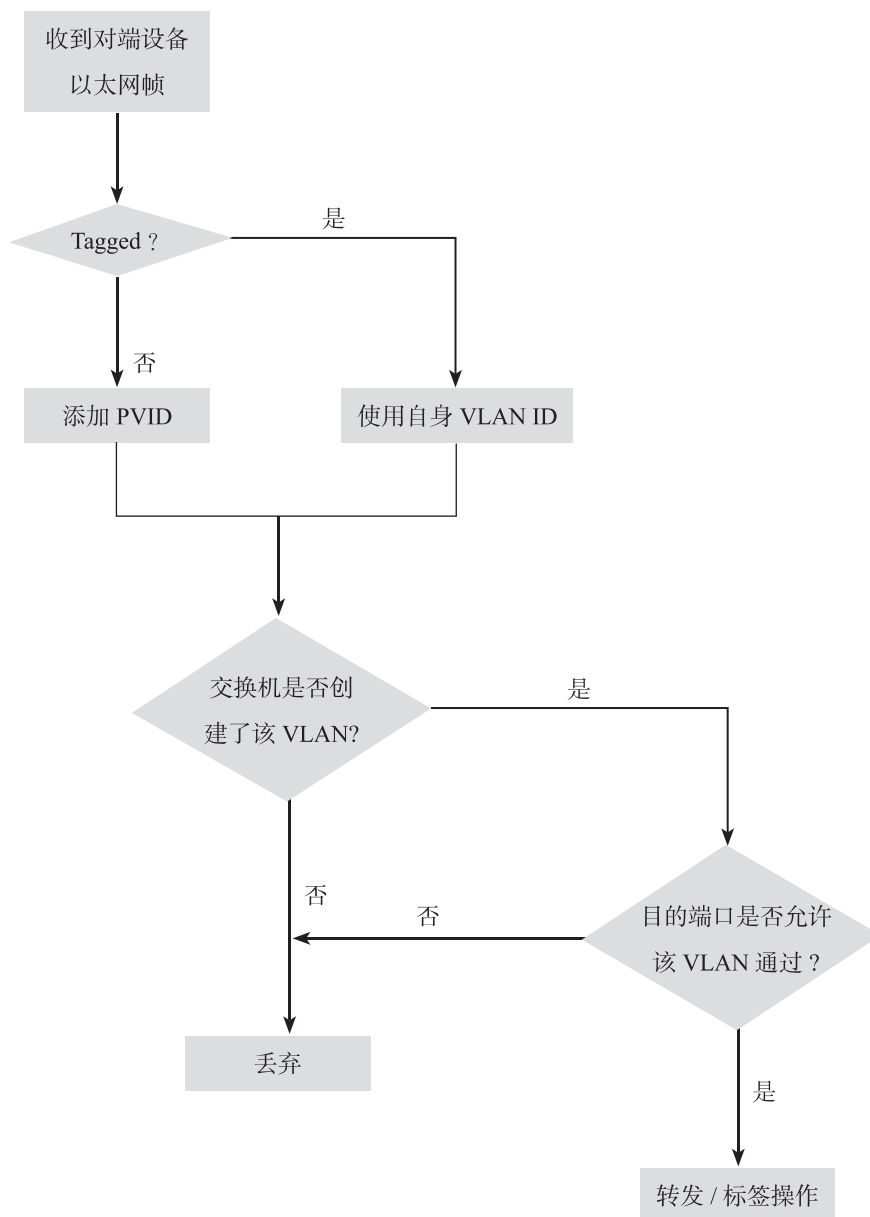 收到对端设备
以太网帧
是
Tagged ?
否
添加 PVID
使用自身 VLAN ID
交换机是否创
建了该 VLAN?
是
否
否
目的端口是否允许
该 VLAN 通过 ?
丢弃
是
转发 / 标签操作